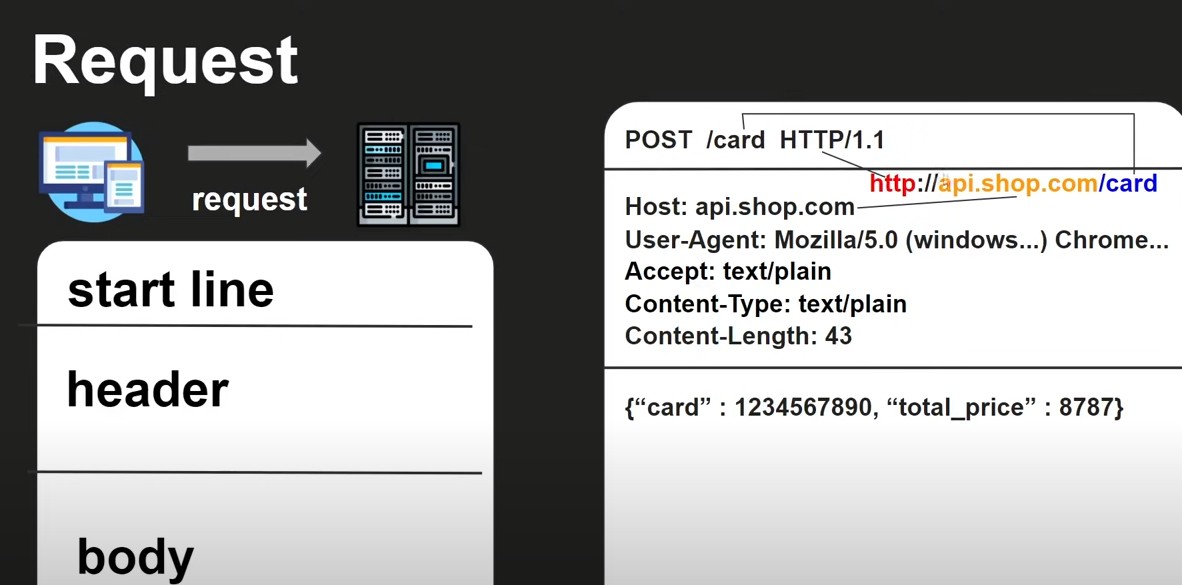 Request
request
start line
header
body
POST /card HTTP/1.1
http://api.shop.com/card
Host: api.shop.com
User-Agent: Mozilla/5.0 (windows...) Chrome...
Accept: text/plain
Content-Type: text/plain
Content-Length: 43
{“card” : 1234567890, “total_price” : 8787}